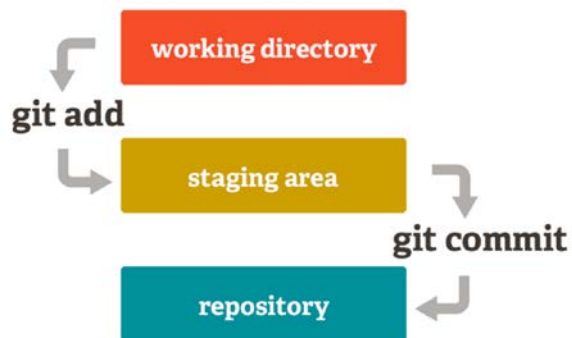 working directory
git add
staging area
git commit
repository